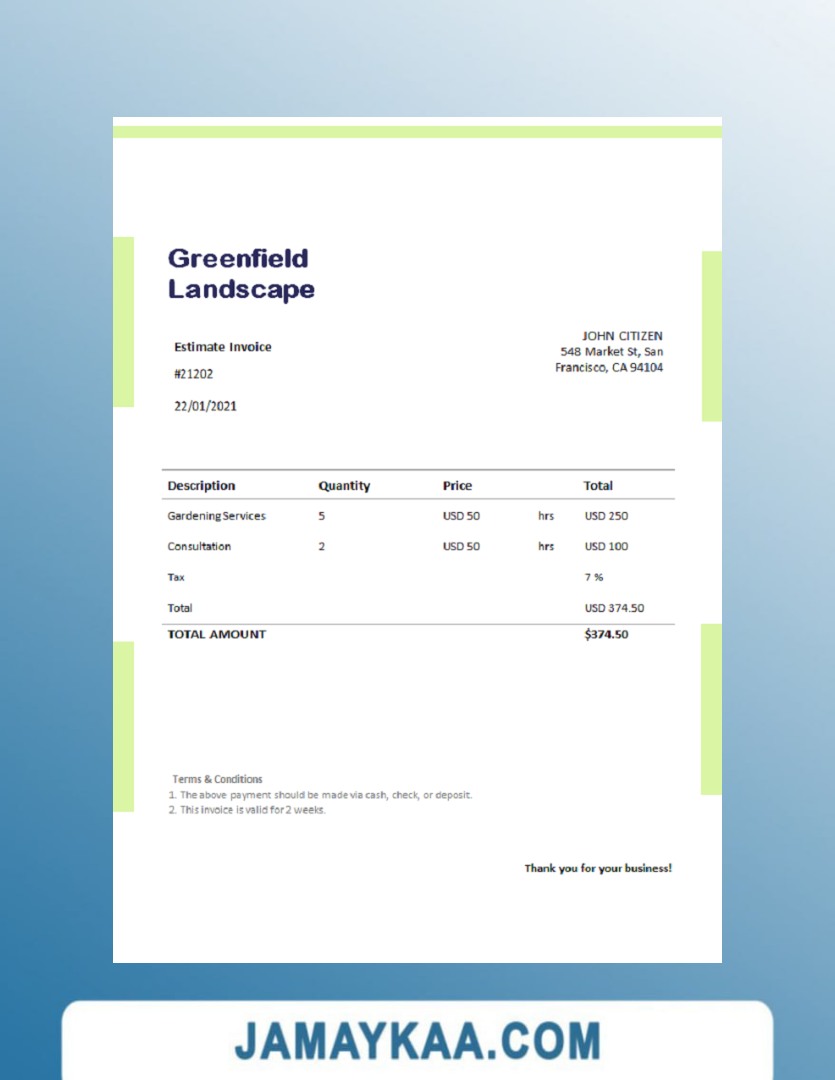 Greenfield
Landscape
Estimate Invoice
#21202
22/01/2021
JOHN CITIZEN
548 Market St, San
Francisco, CA 94104
Description Quantity Price Total
Gardening Services 5 USD 50 hrs USD 250
Consultation 2 USD 50 hrs USD 100
Tax 7 %
Total USD 374.50
TOTAL AMOUNT $374.50
Terms & Conditions
1. The above payment should be made via cash, check, or deposit.
2. This invoice is valid for 2 weeks.
Thank you for your business!
JAMAYKAA.COM